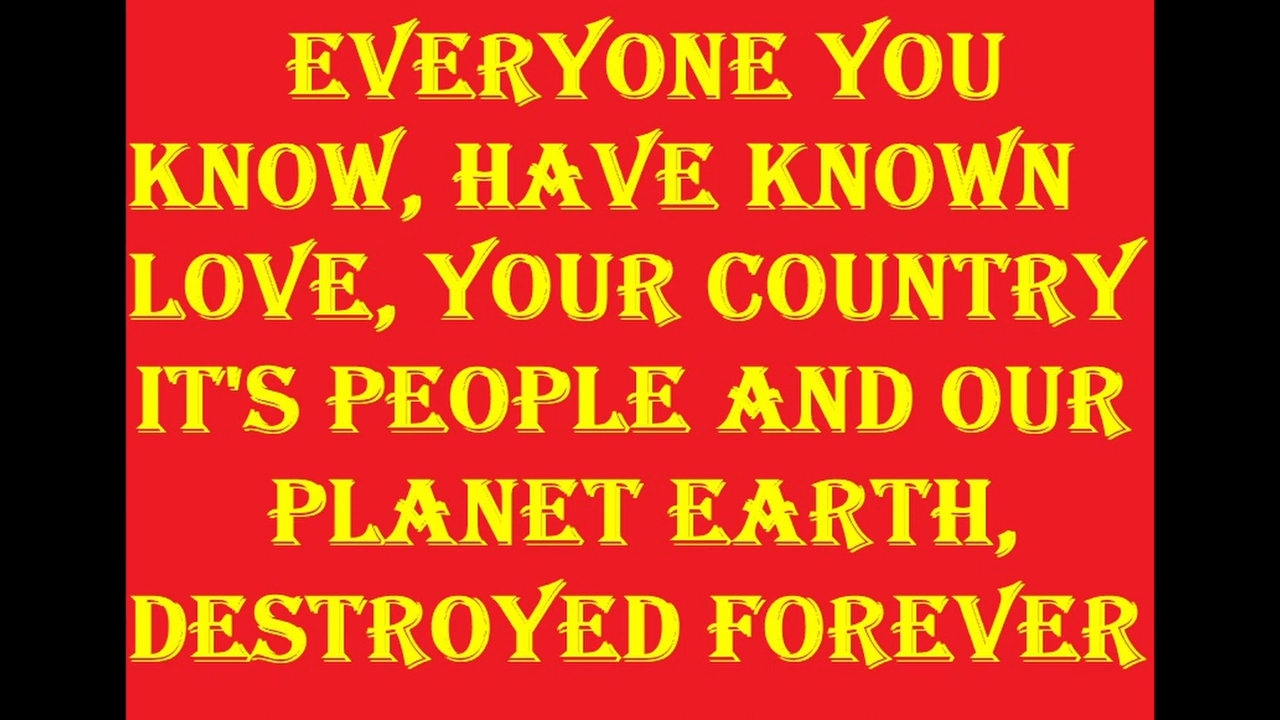 EVERYONE YOU
KNOW, HAVE KNOWN
LOVE, YOUR COUNTRY
IT'S PEOPLE AND OUR
PLANET EARTH,
DESTROYED FOREVER